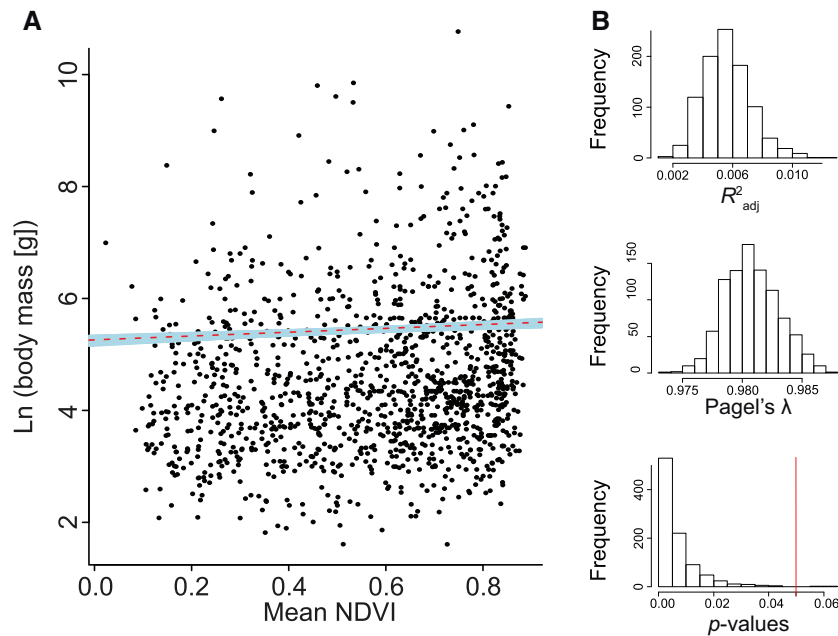 A
Ln (body mass [g])
10
8
6
4
2
0.0 0.2 0.4 0.6 0.8
Mean NDVI
B
Frequency
200
100
0
0.002 0.006 0.010
R²adj
Frequency
150
100
50
0
0.975 0.980 0.985
Pagel's λ
Frequency
400
200
0
0.00 0.02 0.04 0.06
p-values